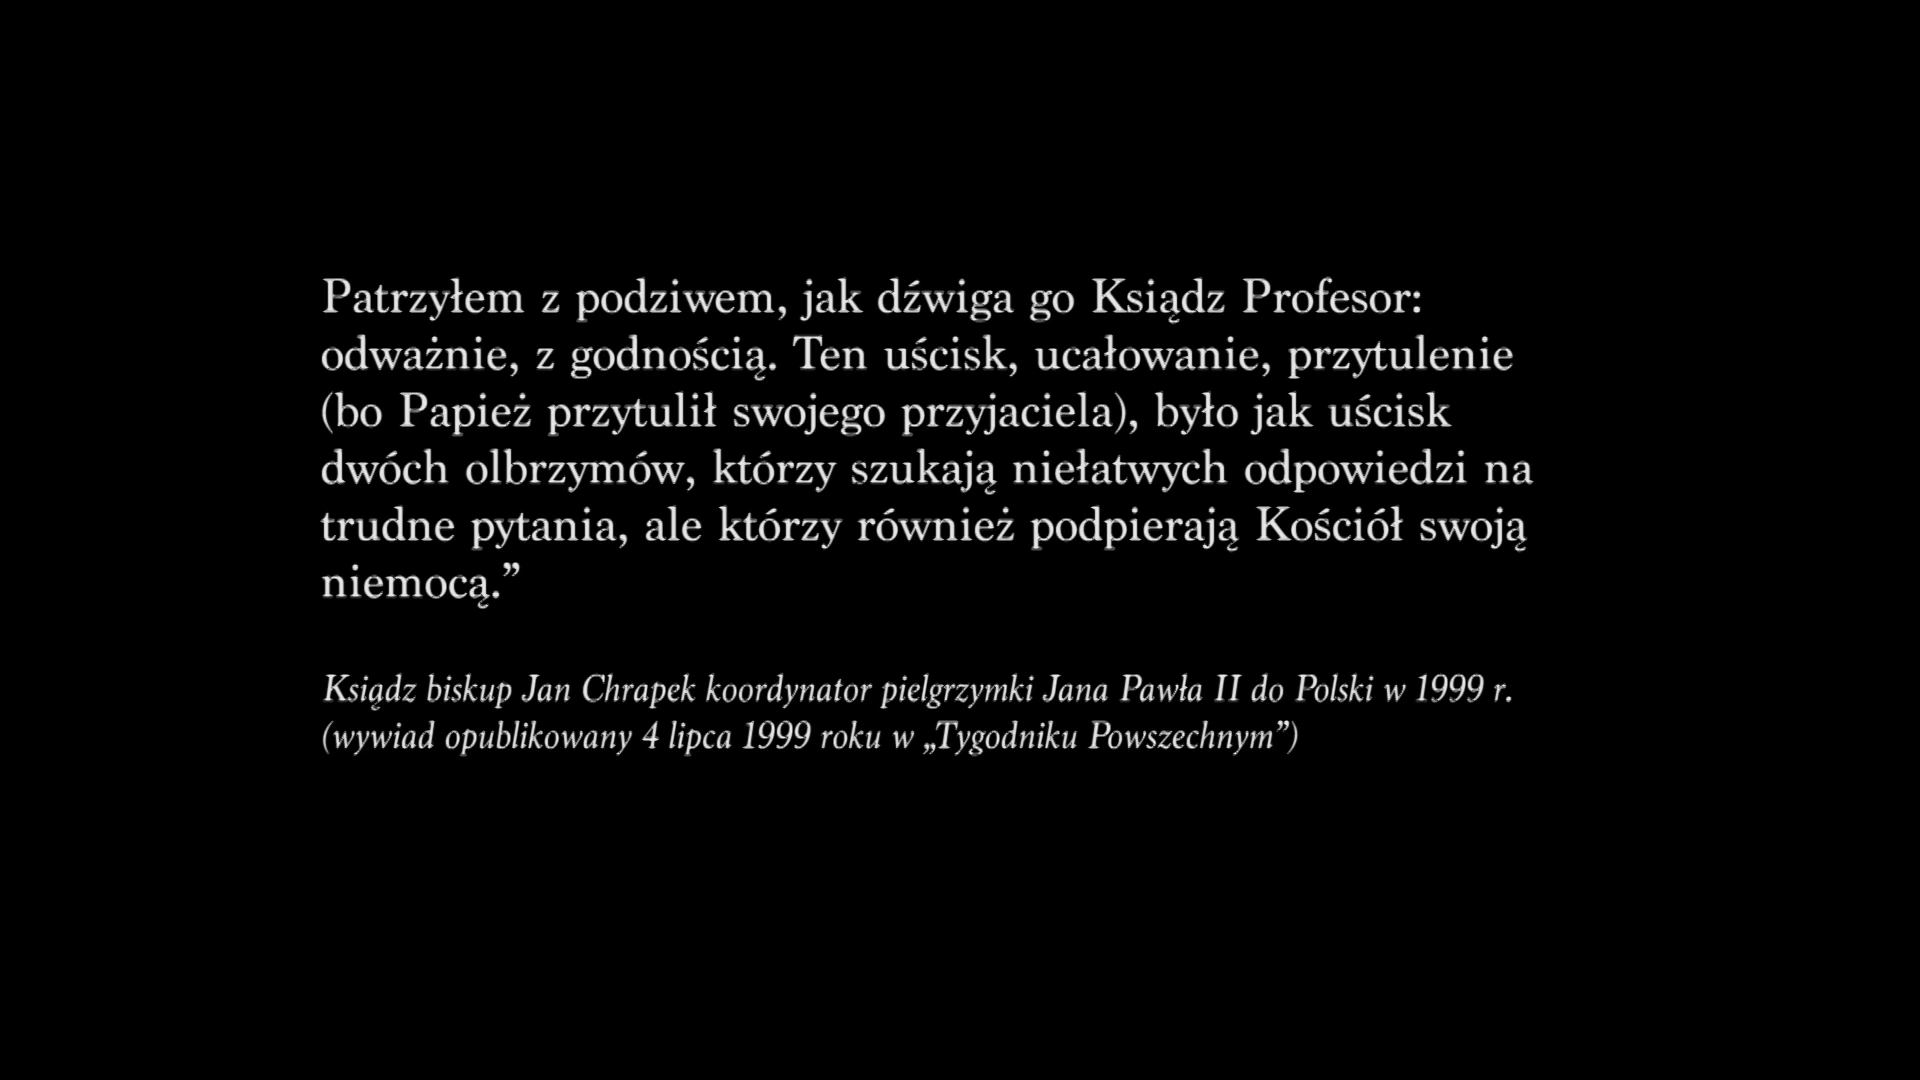 Patrzyłem z podziwem, jak dźwiga go Ksiądz Profesor:
odważnie, z godnością. Ten uścisk, ucałowanie, przytulenie
(bo Papież przytulił swojego przyjaciela), było jak uścisk
dwóch olbrzymów, którzy szukają niełatwych odpowiedzi na
trudne pytania, ale którzy również podpierają Kościół swoją
niemocą.”
Ksiądz biskup Jan Chrapek koordynator pielgrzymki Jana Pawła II do Polski w 1999 r.
(wywiad opublikowany 4 lipca 1999 roku w „Tygodniku Powszechnym”)